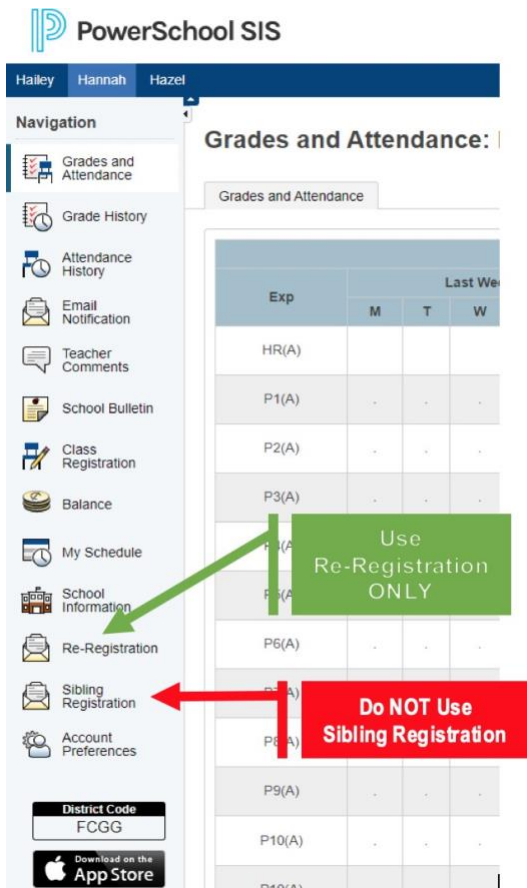 PowerSchool SIS
Hailey Hannah Hazel
Navigation
Grades and
Attendance
Grade History
Attendance
History
Email
Notification
Teacher
Comments
School Bulletin
Class
Registration
Balance
My Schedule
School
Information
Re-Registration
Sibling
Registration
Account
Preferences
District Code
FCGG
Download on the
App Store
Grades and Attendance:
Grades and Attendance
Exp
M T W
HR(A)
P1(A) . . .
P2(A) . . .
P3(A) . . .
Use
Re-Registration
ONLY
P6(A) . . .
Do NOT Use
Sibling Registration
P9(A) . . .
P10(A) . . .